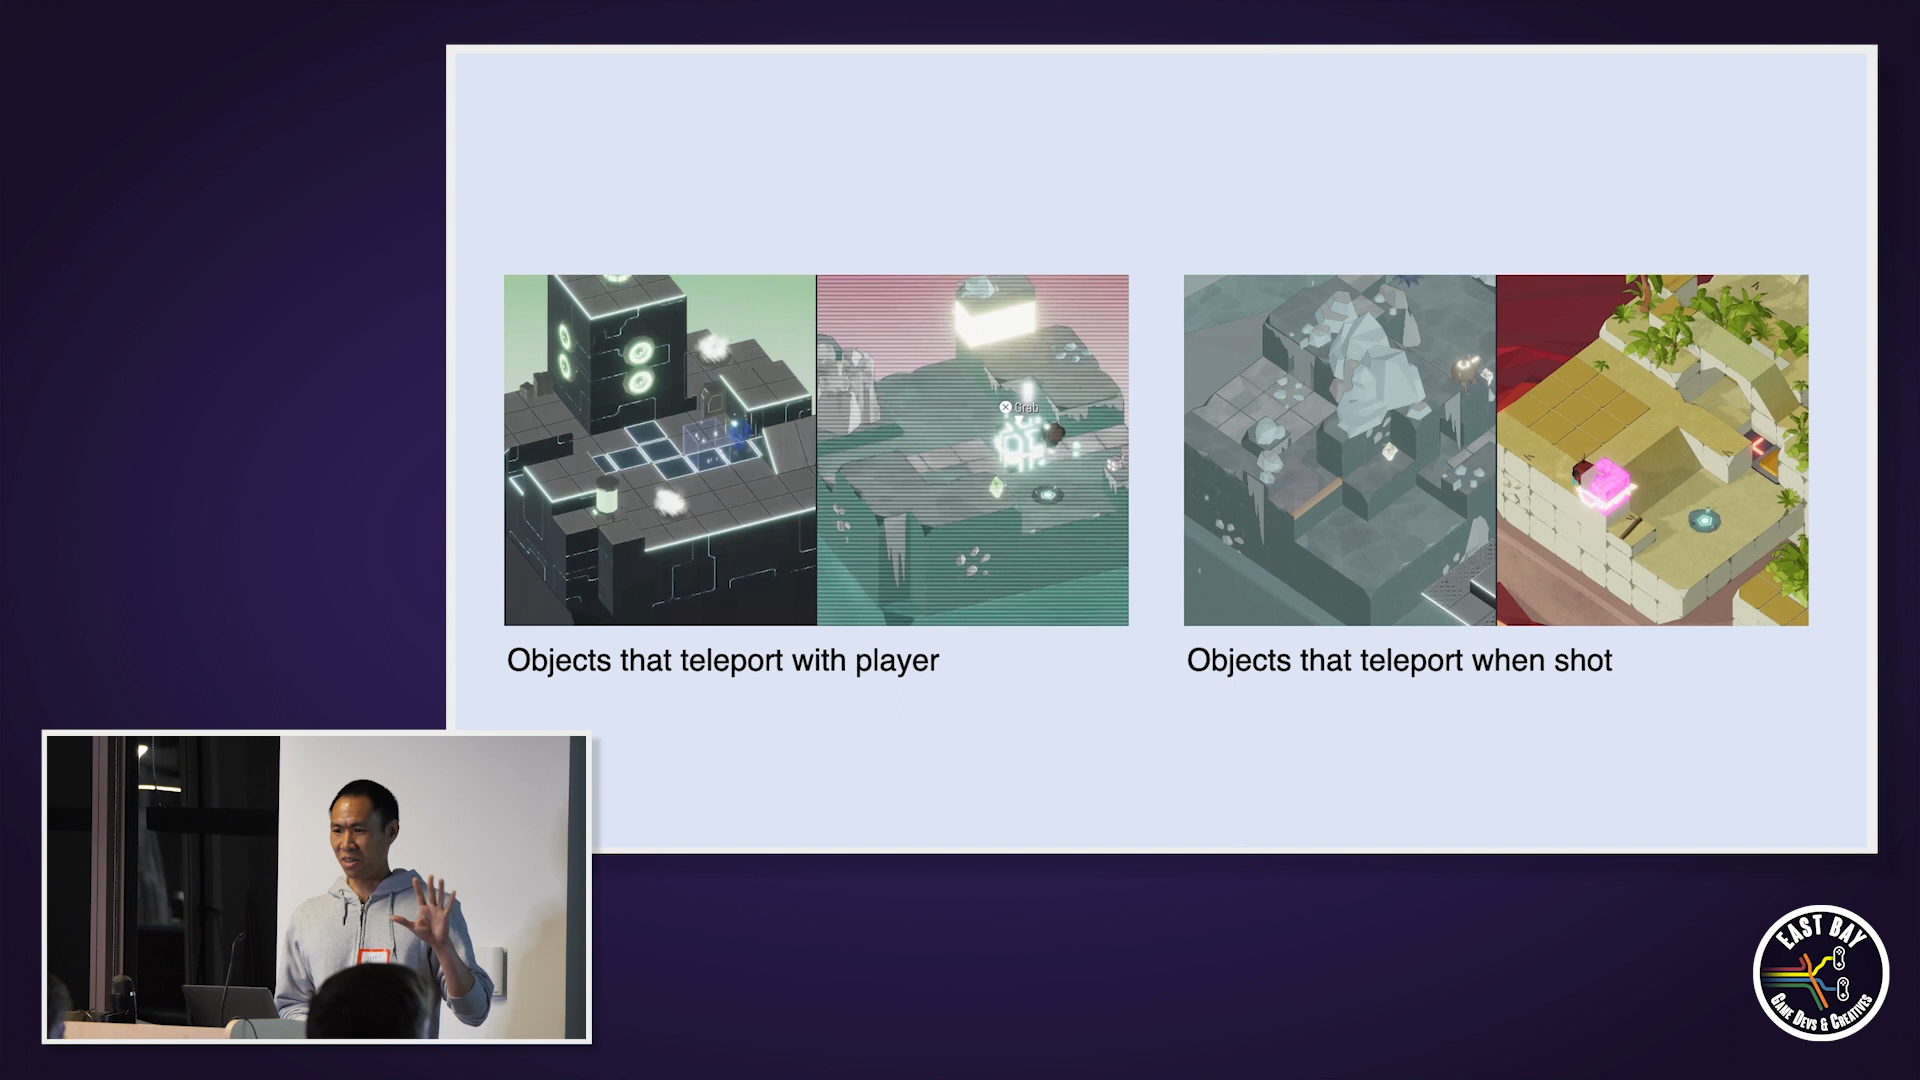 Grab
Objects that teleport with player
Objects that teleport when shot
EAST BAY
GAME DEVS & CREATIVES